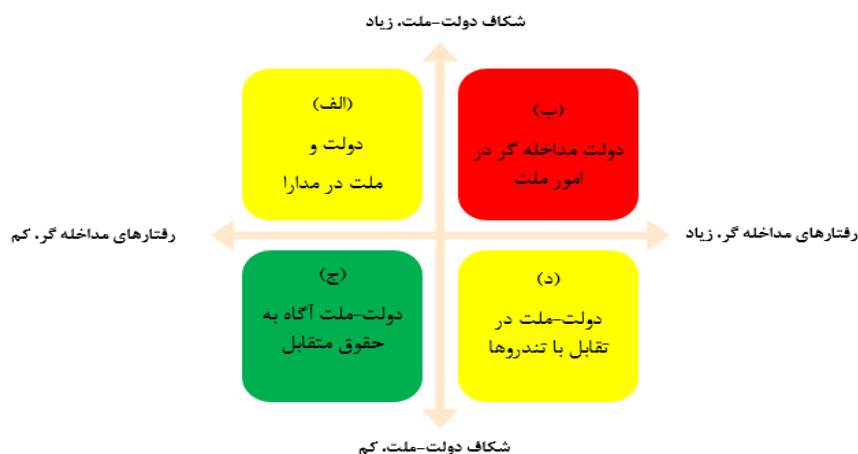 شکاف دولت-ملت. زیاد
(الف)
دولت و
ملت در مدارا
(ب)
دولت مداخله گر در
امور ملت
رفتارهای مداخله گر. کم
رفتارهای مداخله گر. زیاد
(ج)
دولت-ملت آگاه به
حقوق متقابل
(د)
دولت-ملت در
تقابل با تندروها
شکاف دولت-ملت. کم